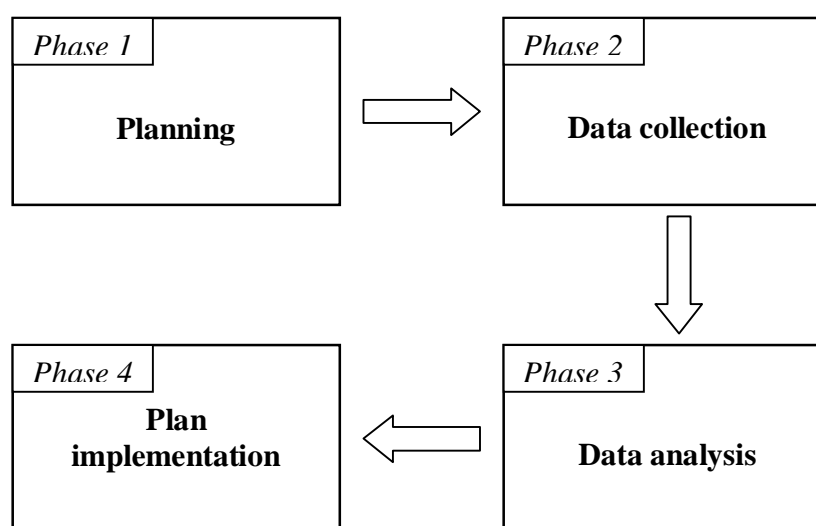 Phase 1
Planning
Phase 2
Data collection
Phase 3
Data analysis
Phase 4
Plan
implementation